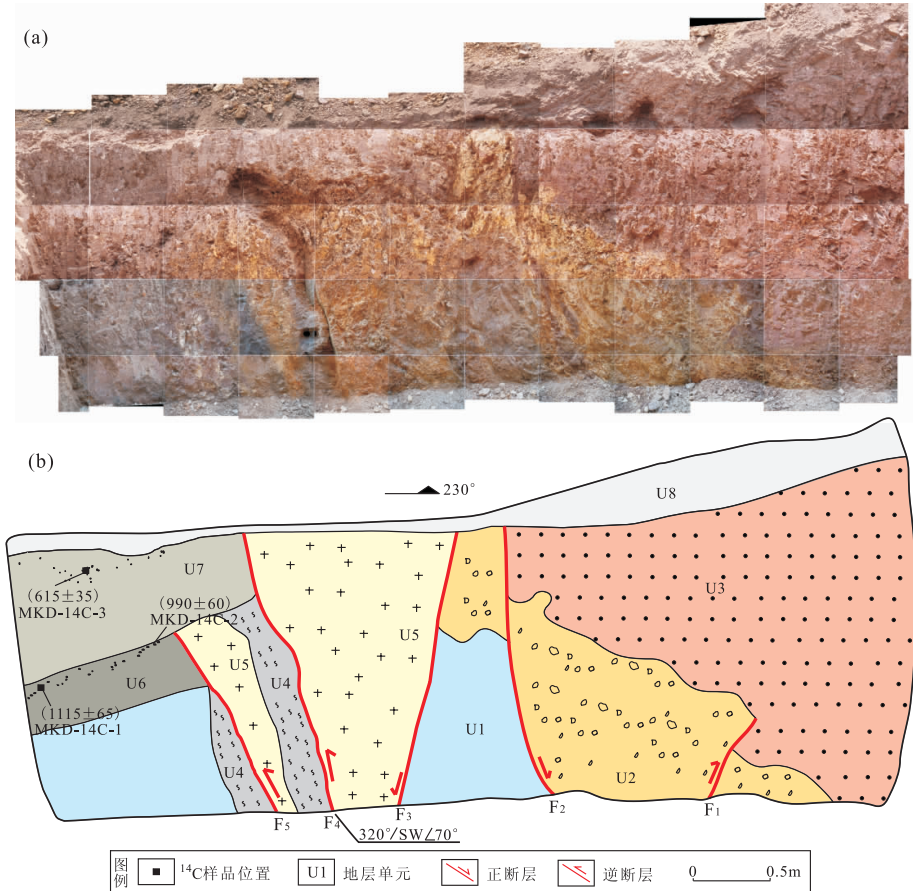 (a)
(b)
230°
U8
U7
(615±35)
MKD-14C-3
(990±60)
MKD-14C-2
U3
U5
U5
U6
U4
(1115±65)
MKD-14C-1
U1
U4
U2
F₅
F₄
F₃
F₂
F₁
320°/SW∠70°
图例
¹⁴C样品位置
U1 地层单元
正断层
逆断层
0 0.5m